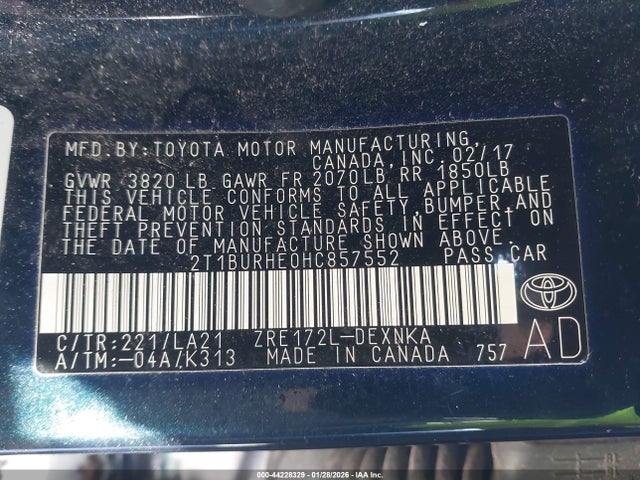 MFD. BY: TOYOTA MOTOR MANUFACTURING,
CANADA, INC. 02/17
GVWR 3820 LB GAWR FR 2070LB RR 1850LB
THIS VEHICLE CONFORMS TO ALL APPLICABLE
FEDERAL MOTOR VEHICLE SAFETY, BUMPER, AND
THEFT PREVENTION STANDARDS IN EFFECT ON
THE DATE OF MANUFACTURE SHOWN ABOVE.
2T1BURHE0HC857552 PASS. CAR
C/TR: 221/LA21 ZRE172L-DEXNKA
A/TM: -04A/K313 MADE IN CANADA 757
AD
000-44228329 - 01/28/2026 - IAA Inc.